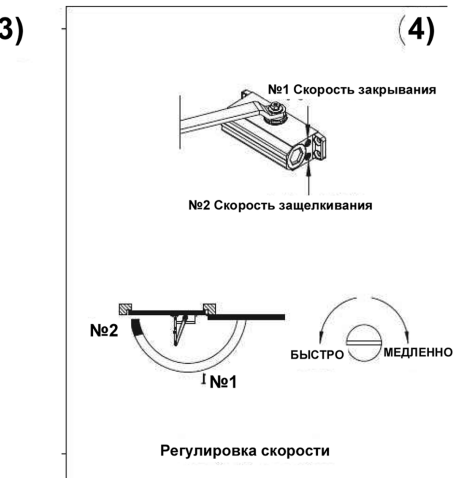 3)
(4)
№1 Скорость закрывания
№2 Скорость защелкивания
№2
№1
БЫСТРО
МЕДЛЕННО
Регулировка скорости